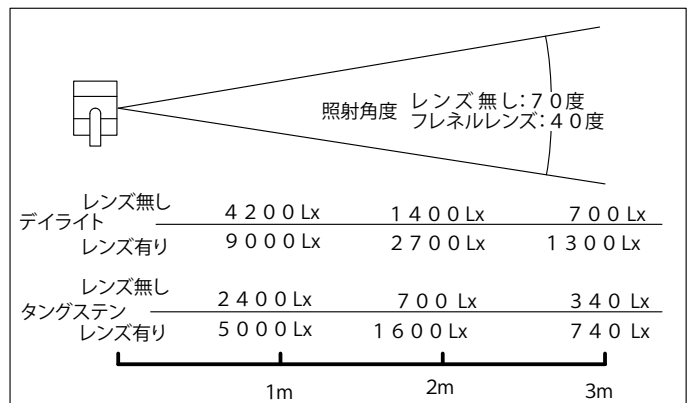 照射角度 レンズ無し:70度
フレネルレンズ:40度
レンズ無し 4200Lx 1400Lx 700Lx
デイライト
レンズ有り 9000Lx 2700Lx 1300Lx
レンズ無し 2400Lx 700Lx 340Lx
タングステン
レンズ有り 5000Lx 1600Lx 740Lx
1m 2m 3m